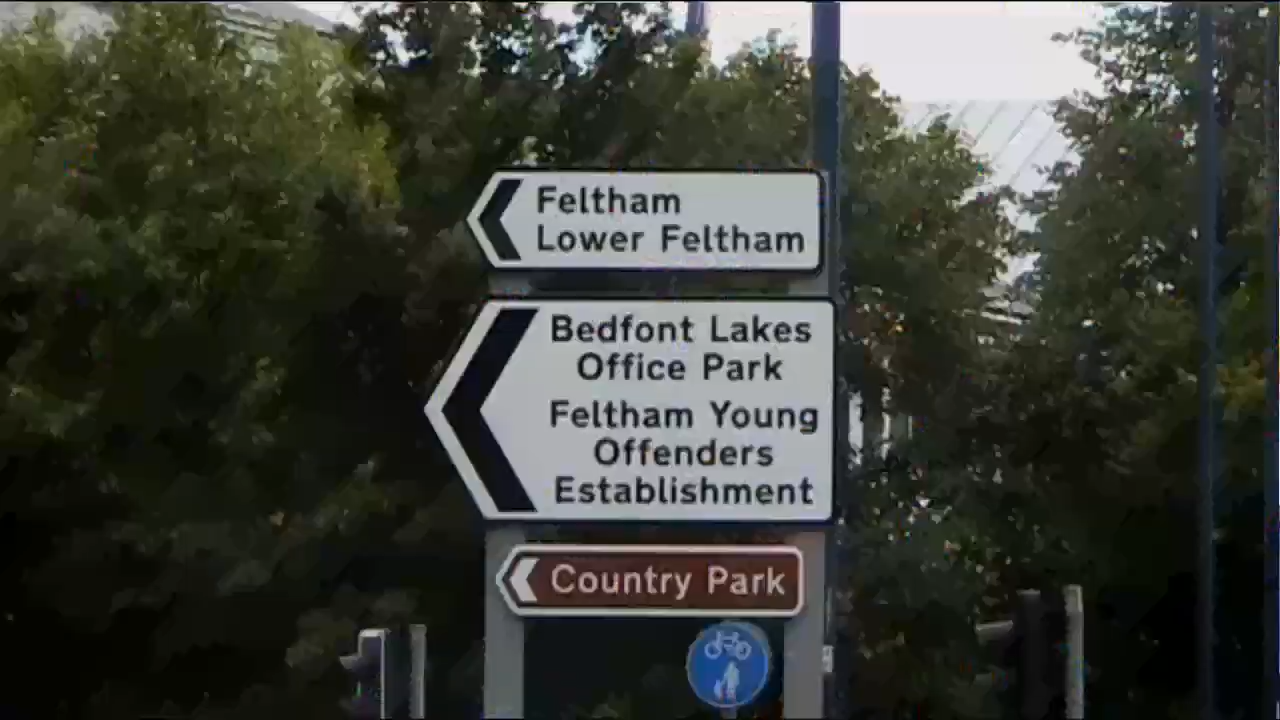 Feltham
Lower Feltham
Bedfont Lakes
Office Park
Feltham Young
Offenders
Establishment
Country Park